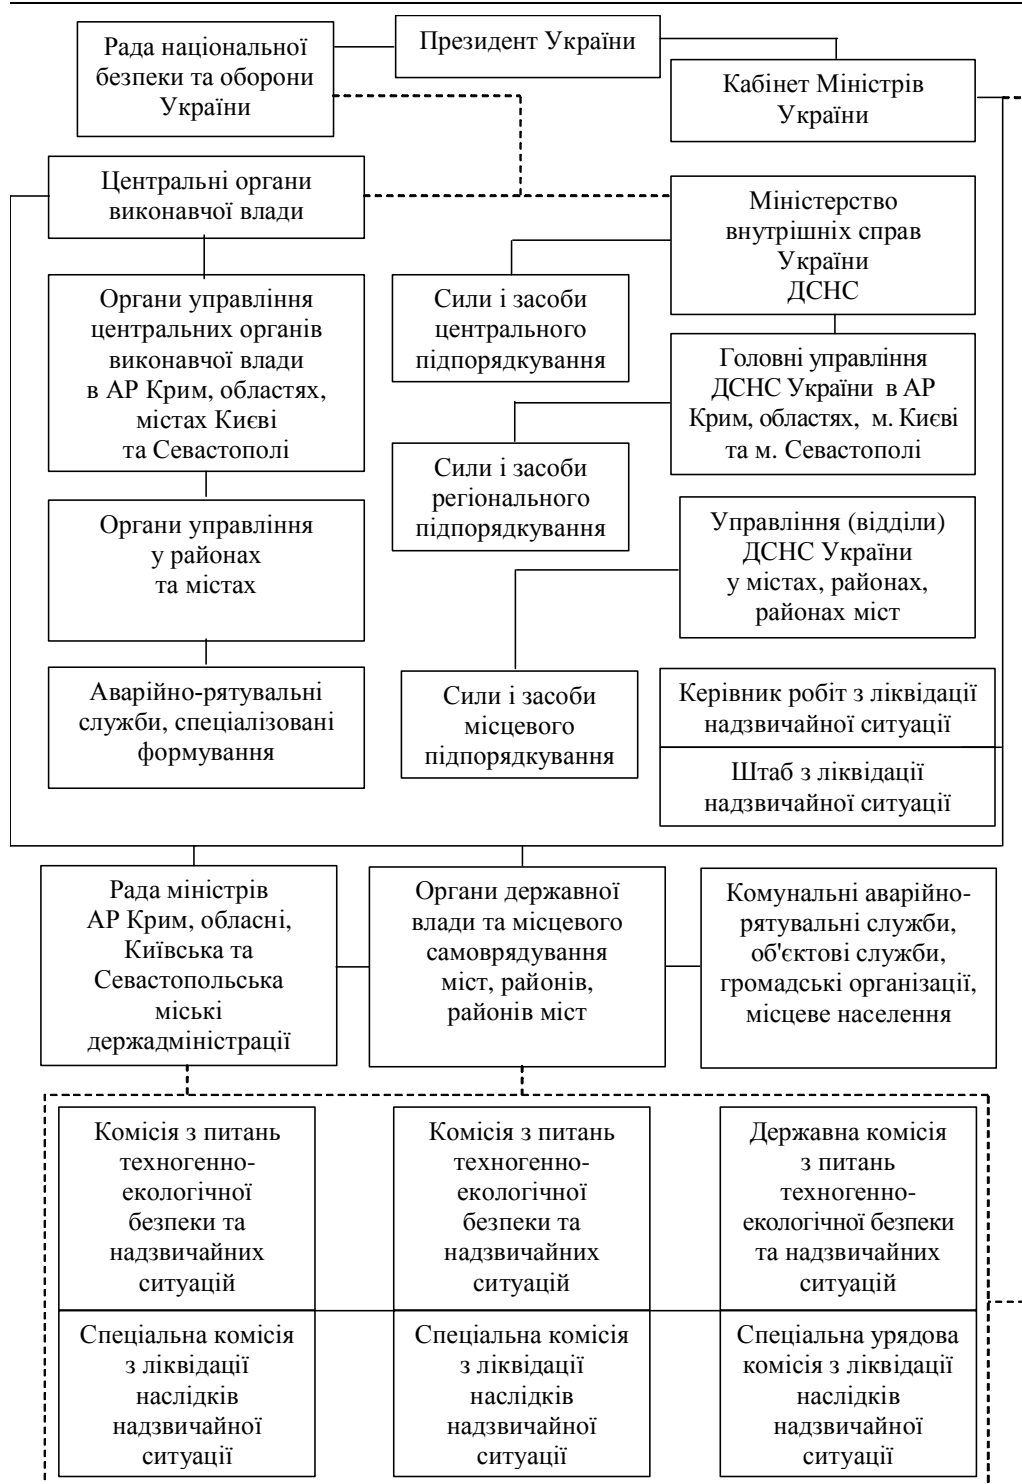 Рада національної
безпеки та оборони
України
Президент України
Кабінет Міністрів
України
Центральні органи
виконавчої влади
Міністерство
внутрішніх справ
України
ДСНС
Органи управління
центральних органів
виконавчої влади
в АР Крим, областях,
містах Києві
та Севастополі
Сили і засоби
центрального
підпорядкування
Головні управління
ДСНС України в АР
Крим, областях, м. Києві
та м. Севастополі
Сили і засоби
регіонального
підпорядкування
Органи управління
у районах
та містах
Управління (відділи)
ДСНС України
у містах, районах,
районах міст
Аварійно-рятувальні
служби, спеціалізовані
формування
Сили і засоби
місцевого
підпорядкування
Керівник робіт з ліквідації
надзвичайної ситуації
Штаб з ліквідації
надзвичайної ситуації
Рада міністрів
АР Крим, обласні,
Київська та
Севастопольська
міські
держадміністрації
Органи державної
влади та місцевого
самоврядування
міст, районів,
районів міст
Комунальні аварійно-
рятувальні служби,
об'єктові служби,
громадські організації,
місцеве населення
Комісія з питань
техногенно-
екологічної
безпеки та
надзвичайних
ситуацій
Комісія з питань
техногенно-
екологічної
безпеки та
надзвичайних
ситуацій
Державна комісія
з питань
техногенно-
екологічної безпеки
та надзвичайних
ситуацій
Спеціальна комісія
з ліквідації
наслідків
надзвичайної
ситуації
Спеціальна комісія
з ліквідації
наслідків
надзвичайної
ситуації
Спеціальна урядова
комісія з ліквідації
наслідків
надзвичайної
ситуації